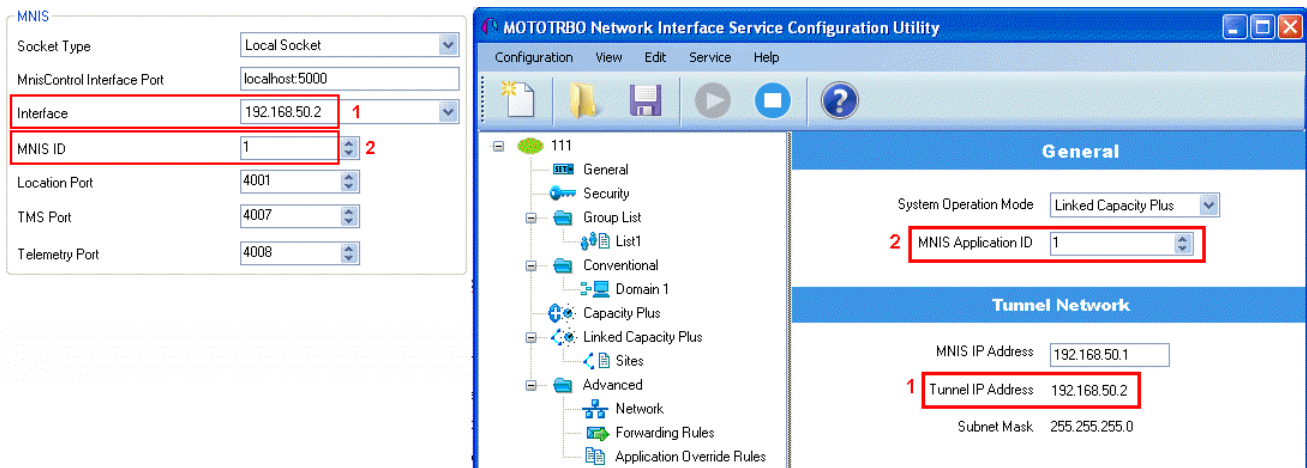 MNIS
Socket Type Local Socket
MnisControl Interface Port localhost:5000
Interface 192.168.50.2 1
MNIS ID 1 2
Location Port 4001
TMS Port 4007
Telemetry Port 4008
MOTOTRBO Network Interface Service Configuration Utility
Configuration View Edit Service Help
111
General
Security
Group List
List1
Conventional
Domain 1
Capacity Plus
Linked Capacity Plus
Sites
Advanced
Network
Forwarding Rules
Application Override Rules
General
System Operation Mode Linked Capacity Plus
2 MNIS Application ID 1
Tunnel Network
MNIS IP Address 192.168.50.1
1 Tunnel IP Address 192.168.50.2
Subnet Mask 255.255.255.0